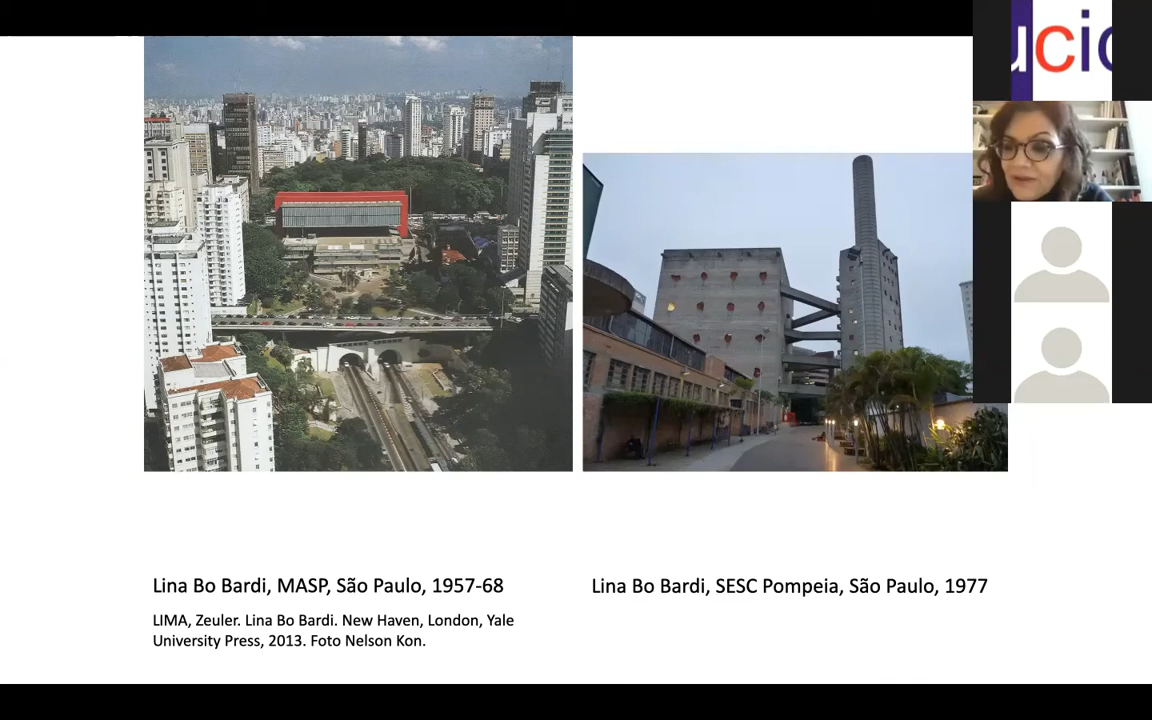 ucic
Lina Bo Bardi, MASP, São Paulo, 1957-68
LIMA, Zeuler. Lina Bo Bardi. New Haven, London, Yale
University Press, 2013. Foto Nelson Kon.
Lina Bo Bardi, SESC Pompeia, São Paulo, 1977